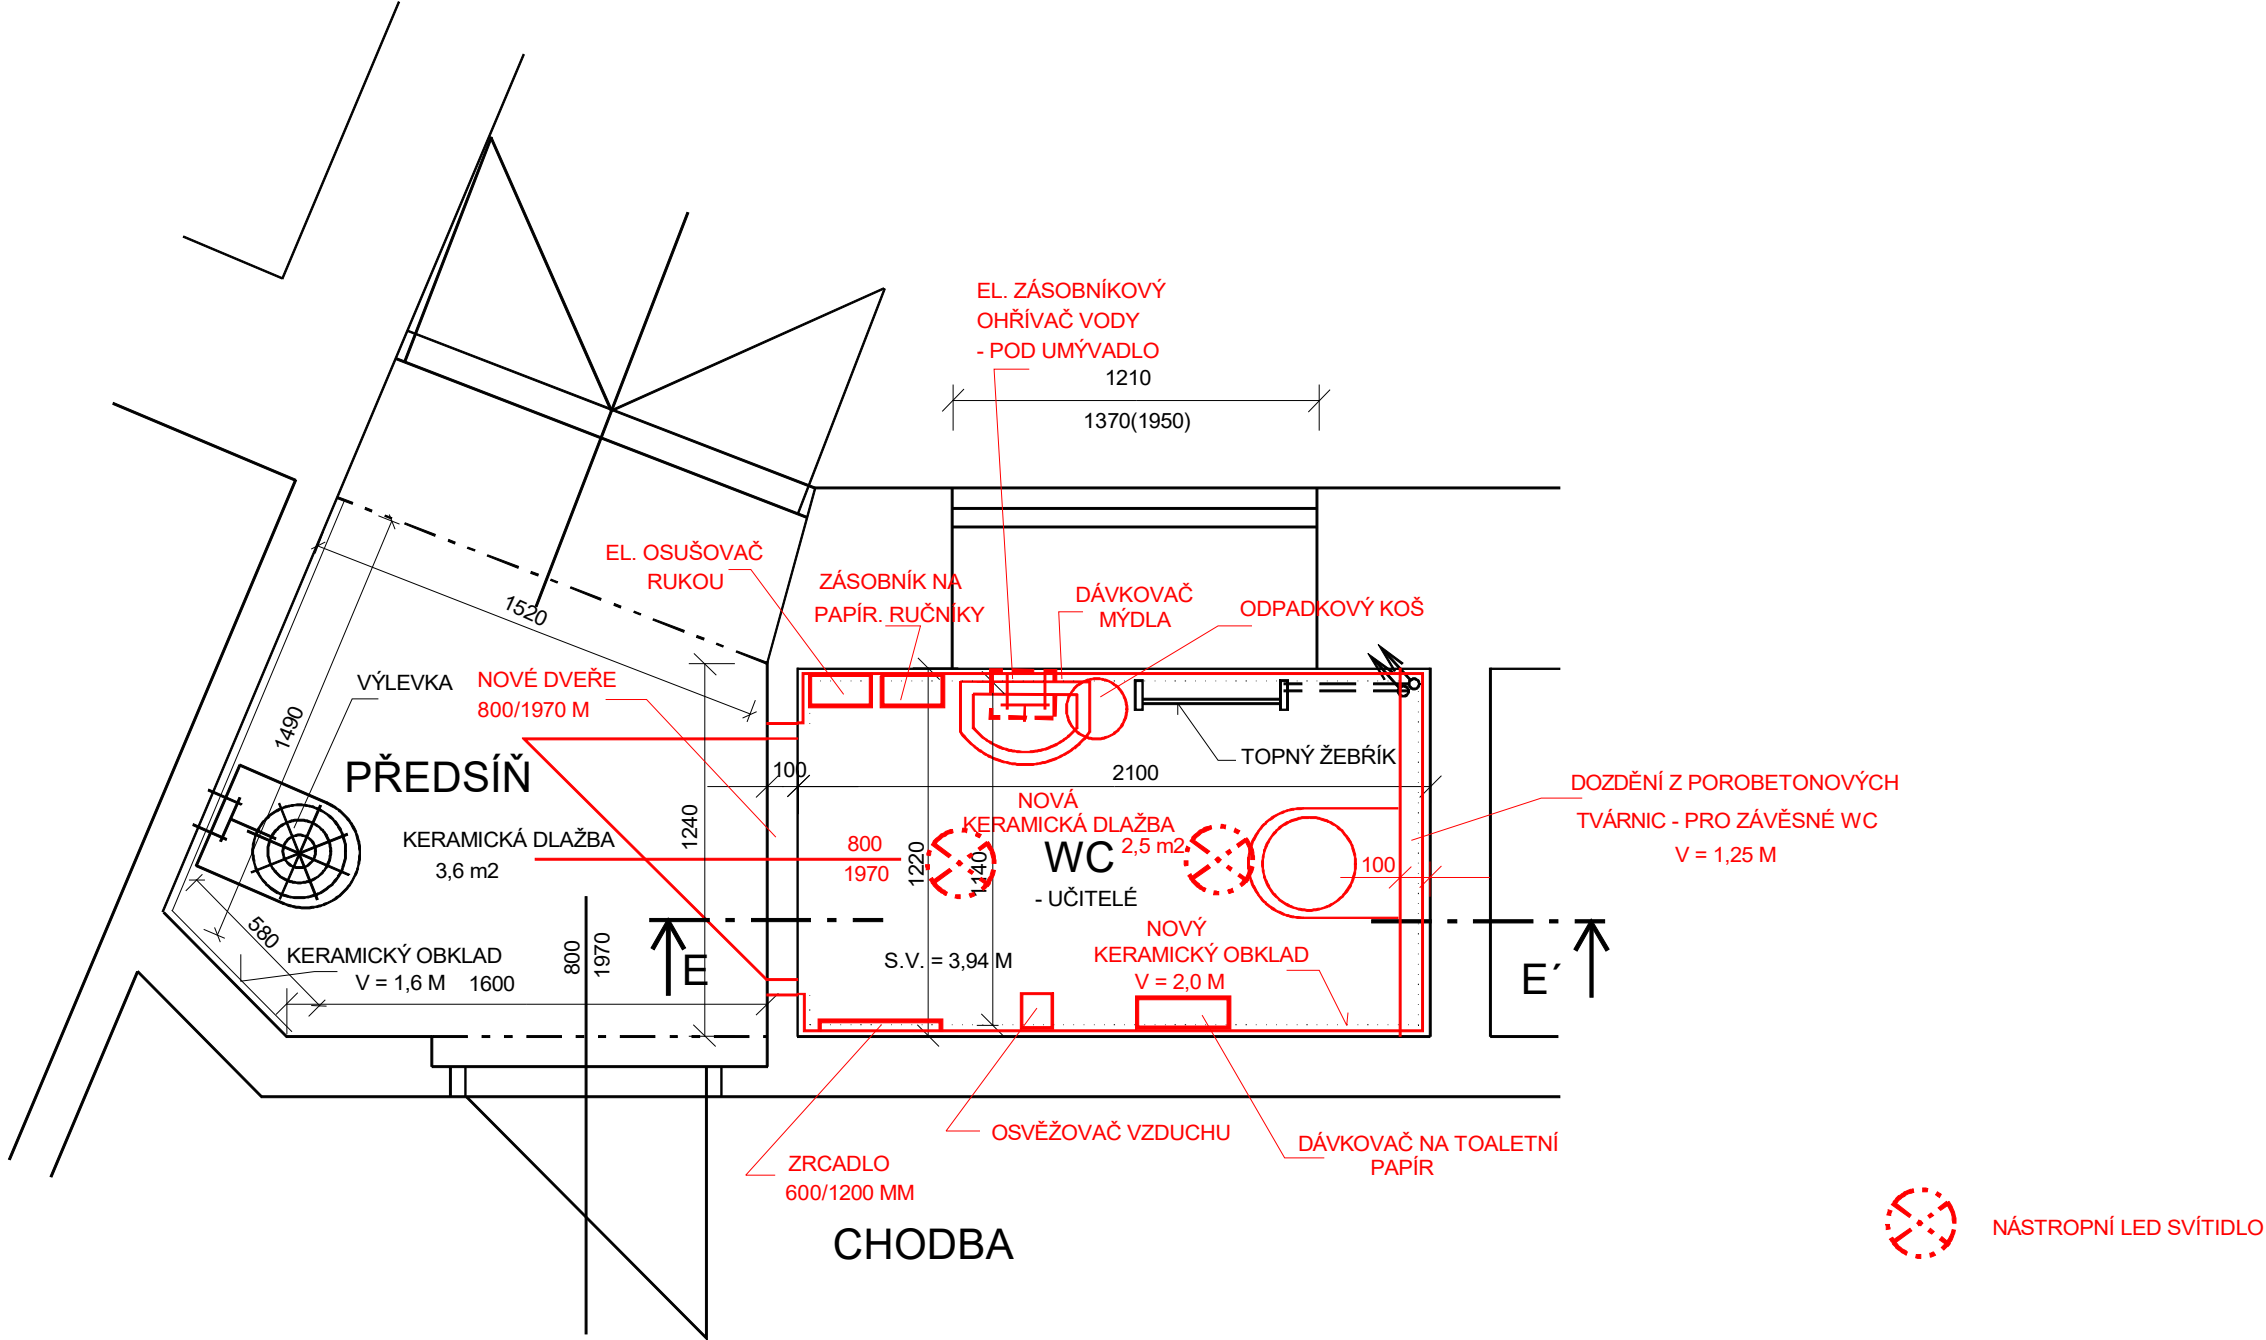 EL. ZÁSOBNÍKOVÝ
OHŘÍVAČ VODY
- POD UMÝVADLO
1210
1370(1950)
EL. OSUŠOVAČ
RUKOU
ZÁSOBNÍK NA
PAPÍR. RUČNÍKY
DÁVKOVAČ
MÝDLA
ODPADKOVÝ KOŠ
1520
VÝLEVKA
NOVÉ DVEŘE
800/1970 M
1490
PŘEDSÍŇ
KERAMICKÁ DLAŽBA
3,6 m2
1240
100
2100
TOPNÝ ŽEBŘÍK
DOZDĚNÍ Z POROBETONOVÝCH
TVÁRNIC - PRO ZÁVĚSNÉ WC
V = 1,25 M
NOVÁ
KERAMICKÁ DLAŽBA
2,5 m2
800
1970
1220
1140
WC
- UČITELÉ
100
580
KERAMICKÝ OBKLAD
V = 1,6 M
1600
800
1970
E
S.V. = 3,94 M
NOVÝ
KERAMICKÝ OBKLAD
V = 2,0 M
E´
OSVĚŽOVAČ VZDUCHU
DÁVKOVAČ NA TOALETNÍ
PAPÍR
ZRCADLO
600/1200 MM
CHODBA
NÁSTROPNÍ LED SVÍTIDLO